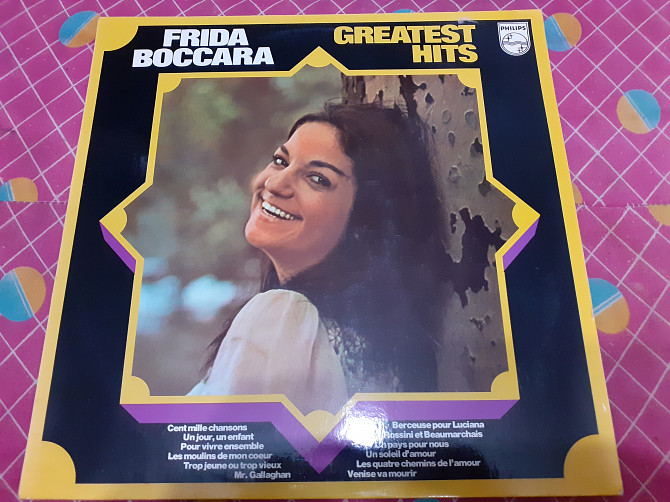 FRIDA
BOCCARA
GREATEST
HITS
PHILIPS
Cent mille chansons
Un jour, un enfant
Pour vivre ensemble
Les moulins de mon coeur
Trop jeune ou trop vieux
Mr. Gallaghan
Berceuse pour Luciana
Rossini et Beaumarchais
Un pays pour nous
Un soleil d'amour
Les quatre chemins de l'amour
Venise va mourir